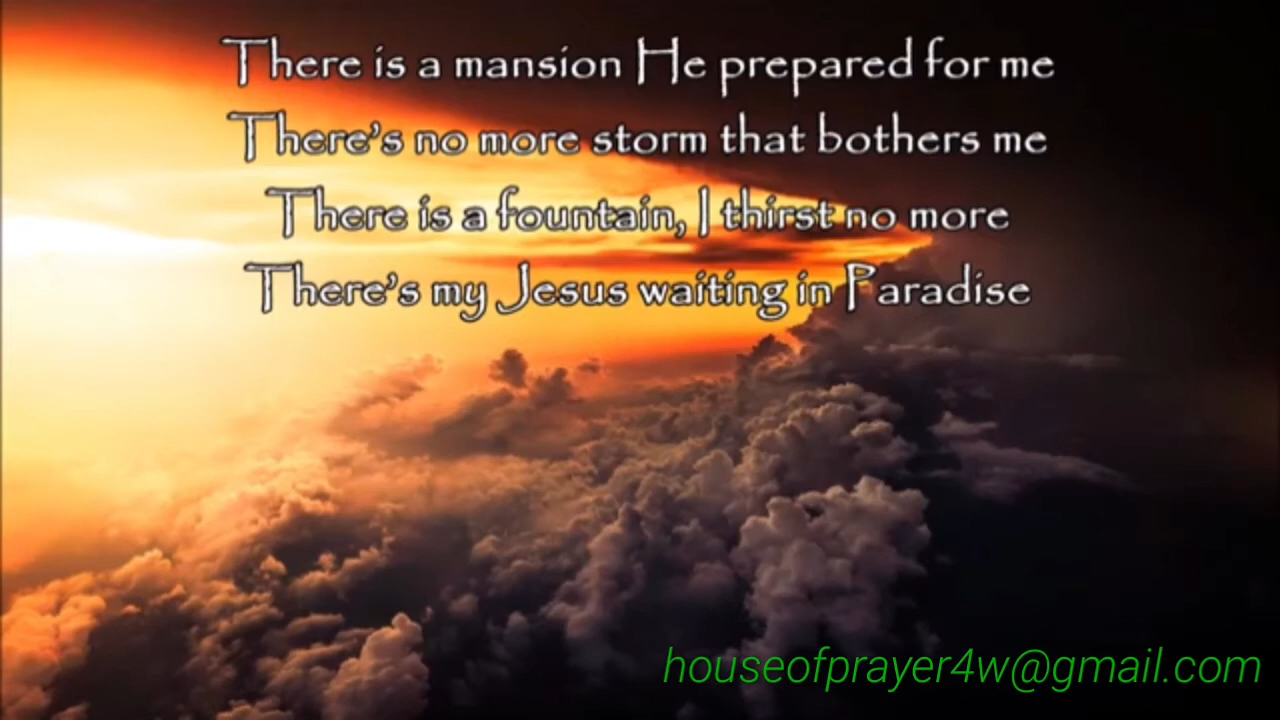 There is a mansion He prepared for me
There's no more storm that bothers me
There is a fountain, I thirst no more
There's my Jesus waiting in Paradise
houseofprayer4w@gmail.com